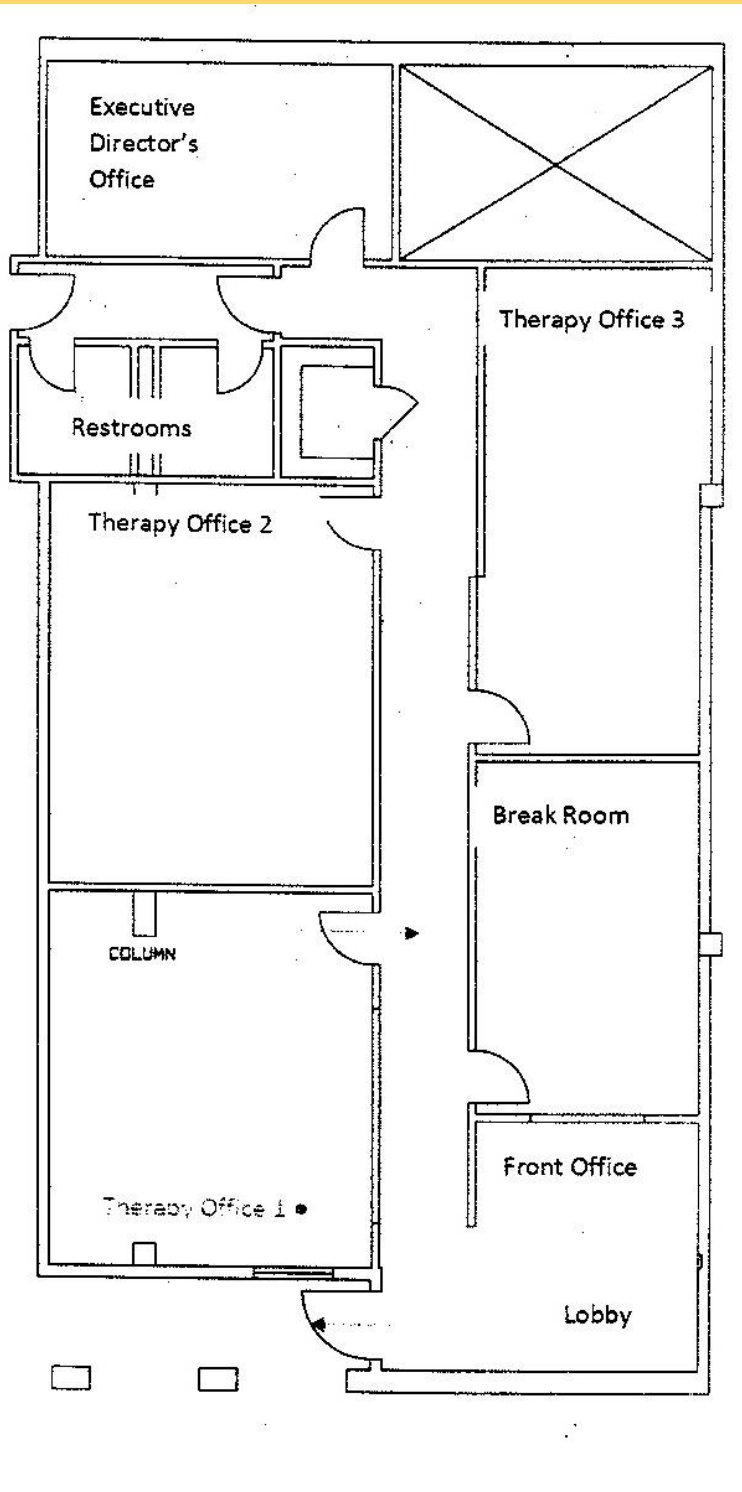 Executive
Director's
Office
Therapy Office 3
Restrooms
Therapy Office 2
Break Room
COLUMN
Front Office
Therapy Office 1
Lobby